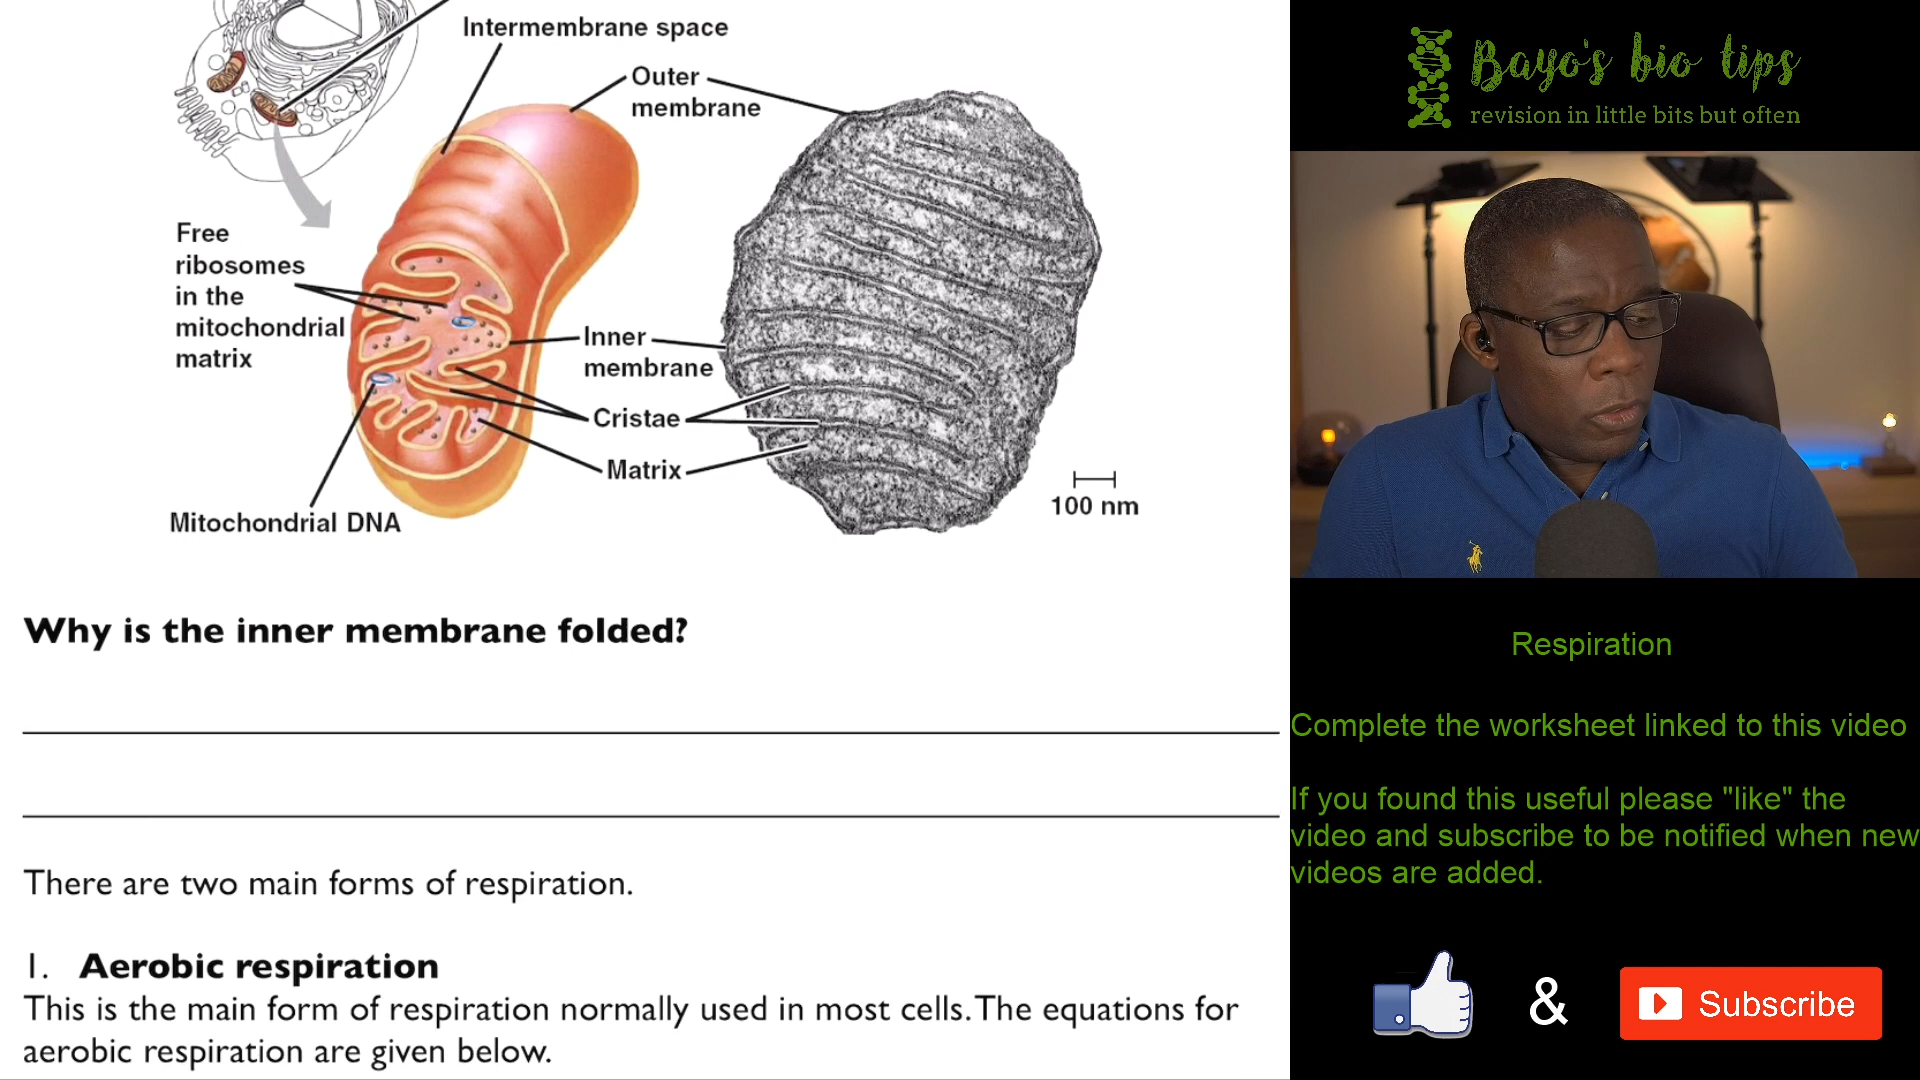 Intermembrane space
Outer
membrane
Free
ribosomes
in the
mitochondrial
matrix
Inner
membrane
Cristae
Matrix
100 nm
Mitochondrial DNA
Why is the inner membrane folded?
There are two main forms of respiration.
1. Aerobic respiration
This is the main form of respiration normally used in most cells. The equations for
aerobic respiration are given below.
Bayo's bio tips
revision in little bits but often
Respiration
Complete the worksheet linked to this video
If you found this useful please "like" the
video and subscribe to be notified when new
videos are added.
&
Subscribe